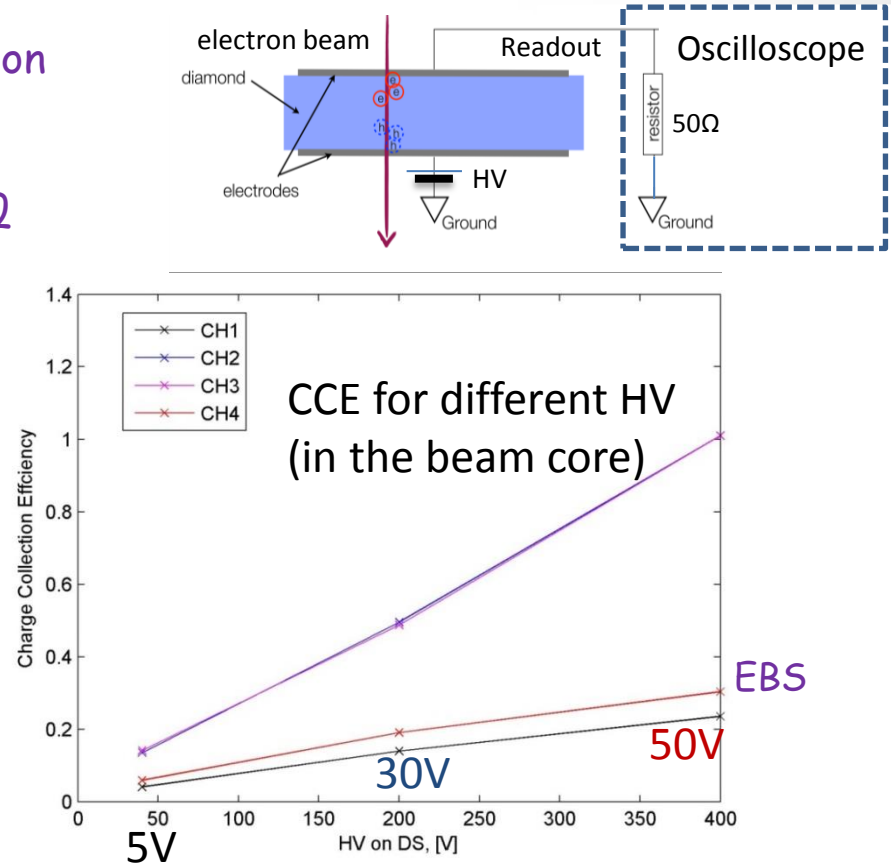 on
Ω
electron beam
Readout
Oscilloscope
diamond
e
e
e
h
h
h
resistor
50Ω
electrodes
HV
Ground
Ground
1.4
1.2
1
0.8
0.6
0.4
0.2
0
Charge Collection Effciency
CH1
CH2
CH3
CH4
CCE for different HV
(in the beam core)
EBS
50V
30V
5V
0 50 100 150 200 250 300 350 400
HV on DS, [V]